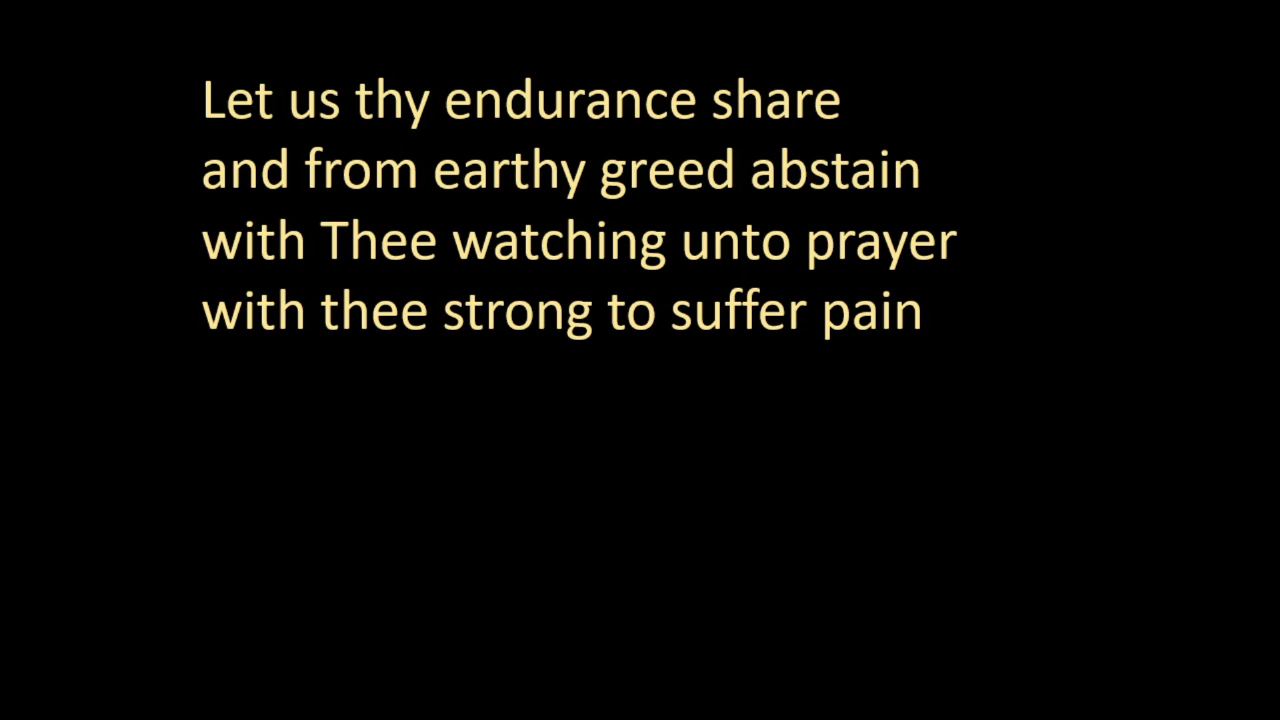 Let us thy endurance share
and from earthy greed abstain
with Thee watching unto prayer
with thee strong to suffer pain